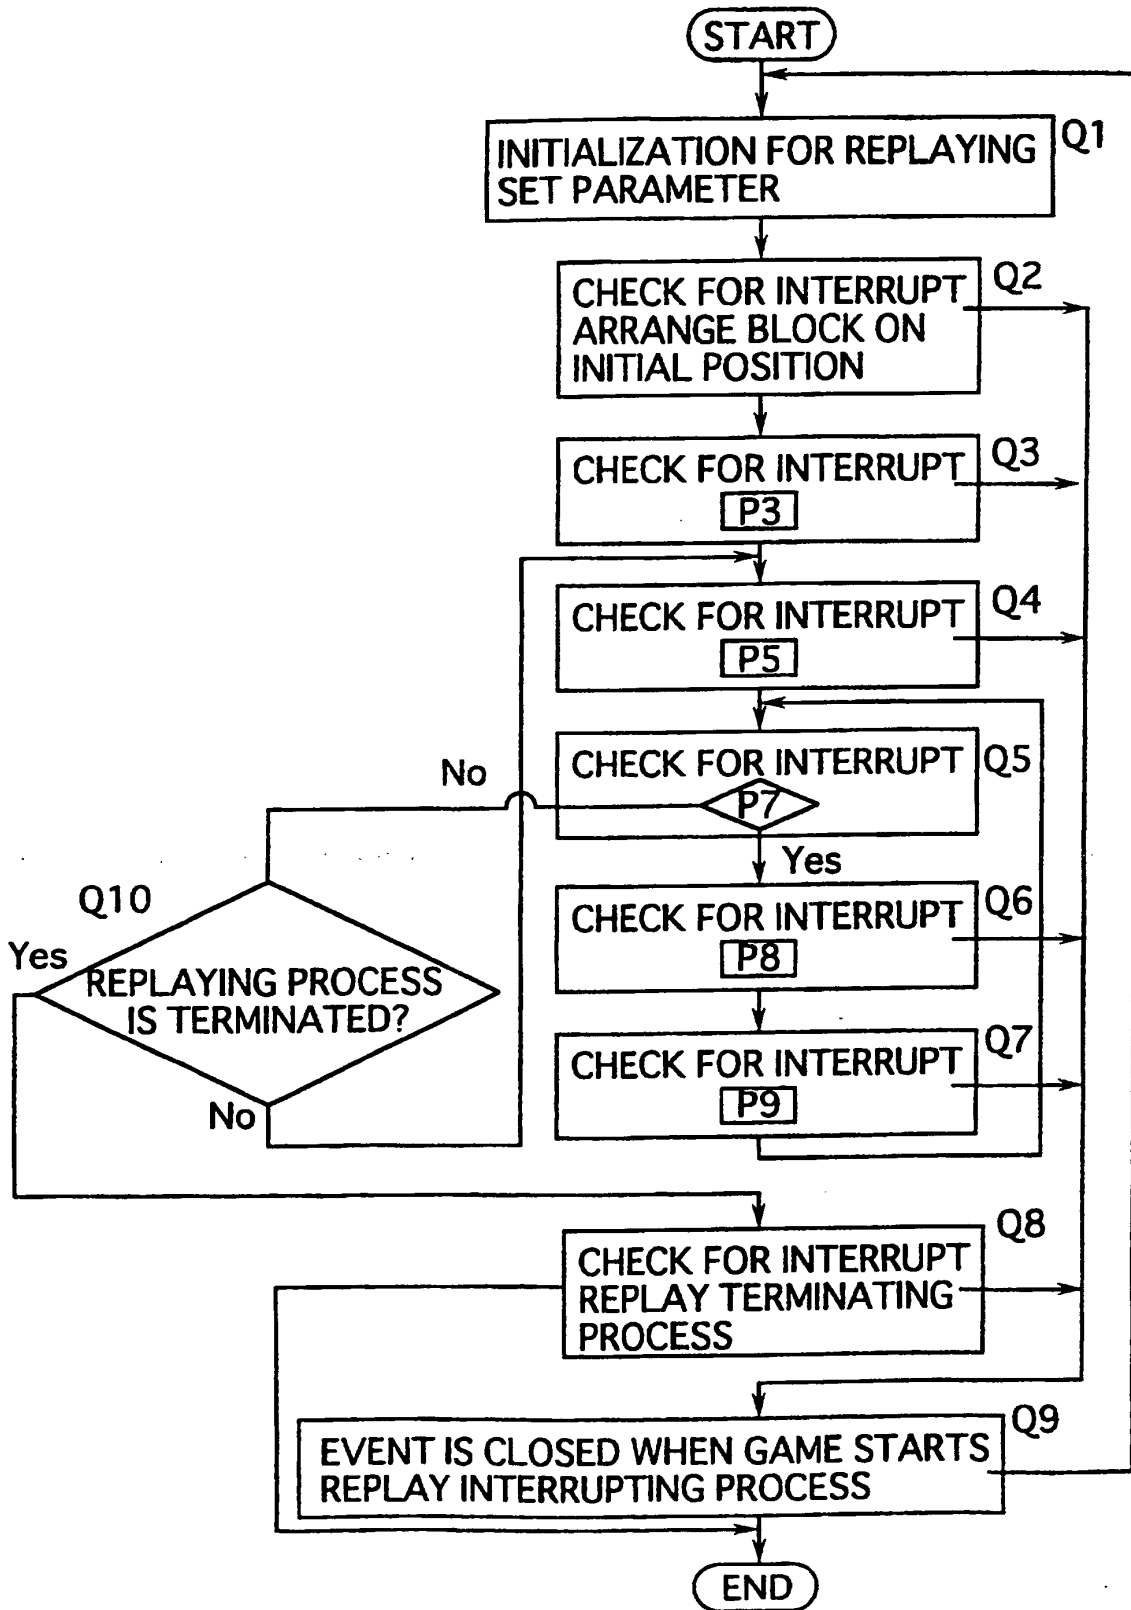 START
Q1
INITIALIZATION FOR REPLAYING
SET PARAMETER
Q2
CHECK FOR INTERRUPT
ARRANGE BLOCK ON
INITIAL POSITION
Q3
CHECK FOR INTERRUPT
P3
Q4
CHECK FOR INTERRUPT
P5
Q5
CHECK FOR INTERRUPT
No
P7
Yes
Q10
Yes
REPLAYING PROCESS
IS TERMINATED?
No
Q6
CHECK FOR INTERRUPT
P8
Q7
CHECK FOR INTERRUPT
P9
Q8
CHECK FOR INTERRUPT
REPLAY TERMINATING
PROCESS
Q9
EVENT IS CLOSED WHEN GAME STARTS
REPLAY INTERRUPTING PROCESS
END